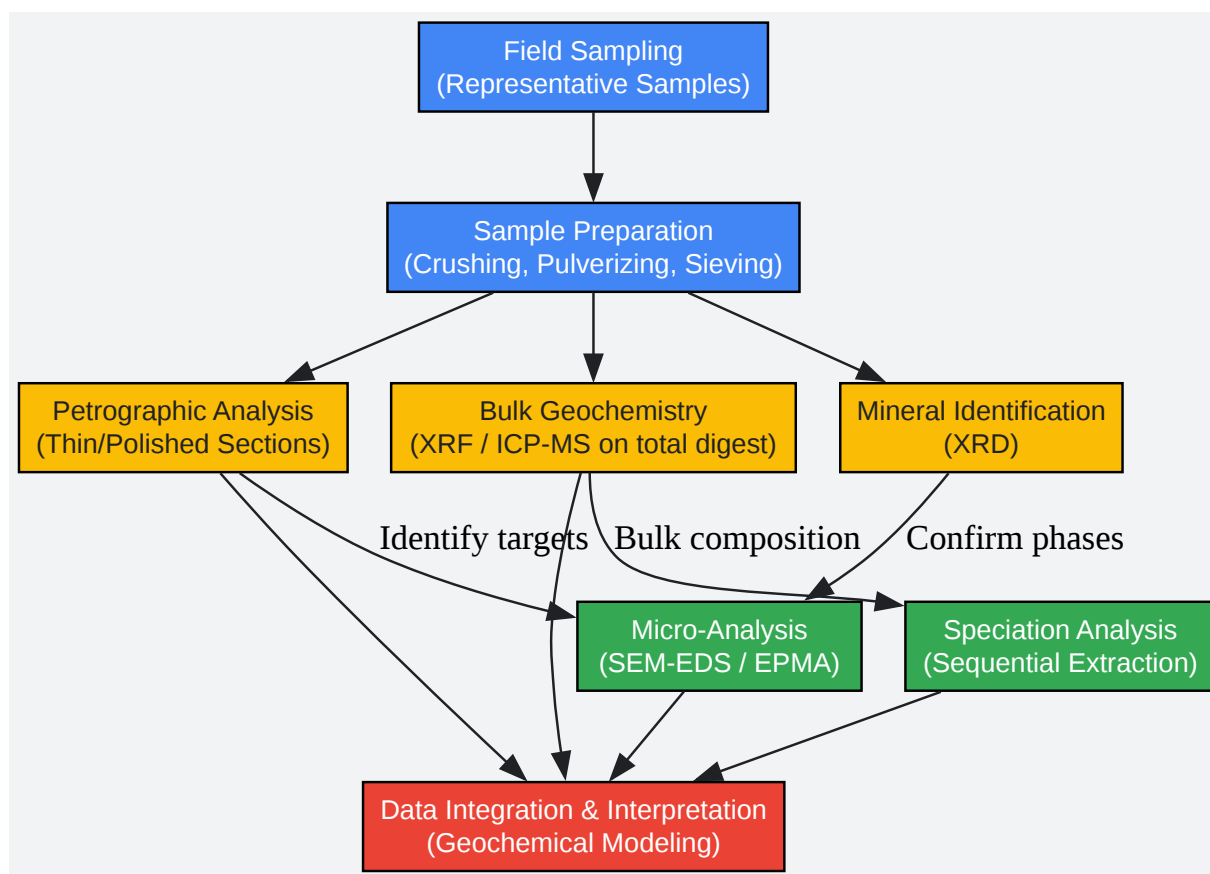 Field Sampling
(Representative Samples)
Sample Preparation
(Crushing, Pulverizing, Sieving)
Petrographic Analysis
(Thin/Polished Sections)
Bulk Geochemistry
(XRF / ICP-MS on total digest)
Mineral Identification
(XRD)
Identify targets
Bulk composition
Confirm phases
Micro-Analysis
(SEM-EDS / EPMA)
Speciation Analysis
(Sequential Extraction)
Data Integration & Interpretation
(Geochemical Modeling)